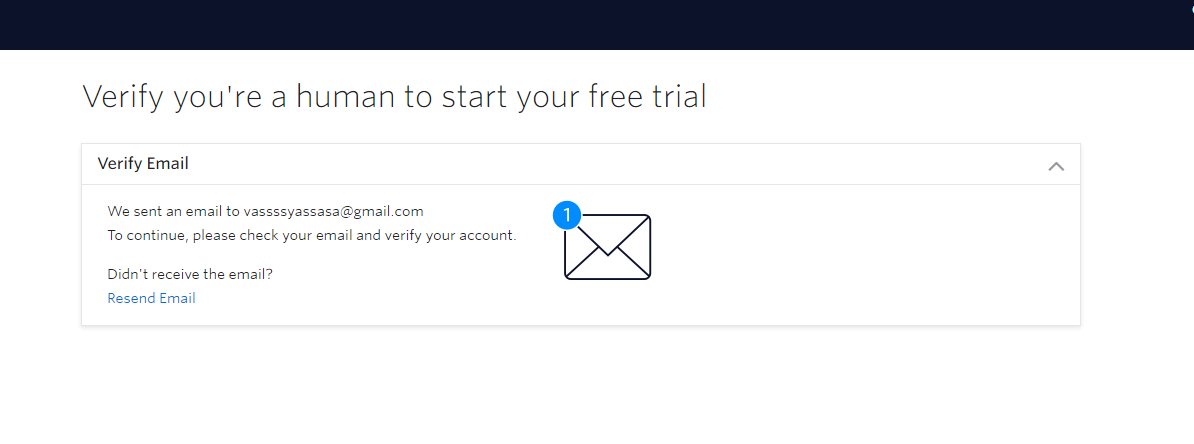 Verify you're a human to start your free trial
Verify Email
We sent an email to vassssyassasa@gmail.com
To continue, please check your email and verify your account.
1
Didn't receive the email?
Resend Email